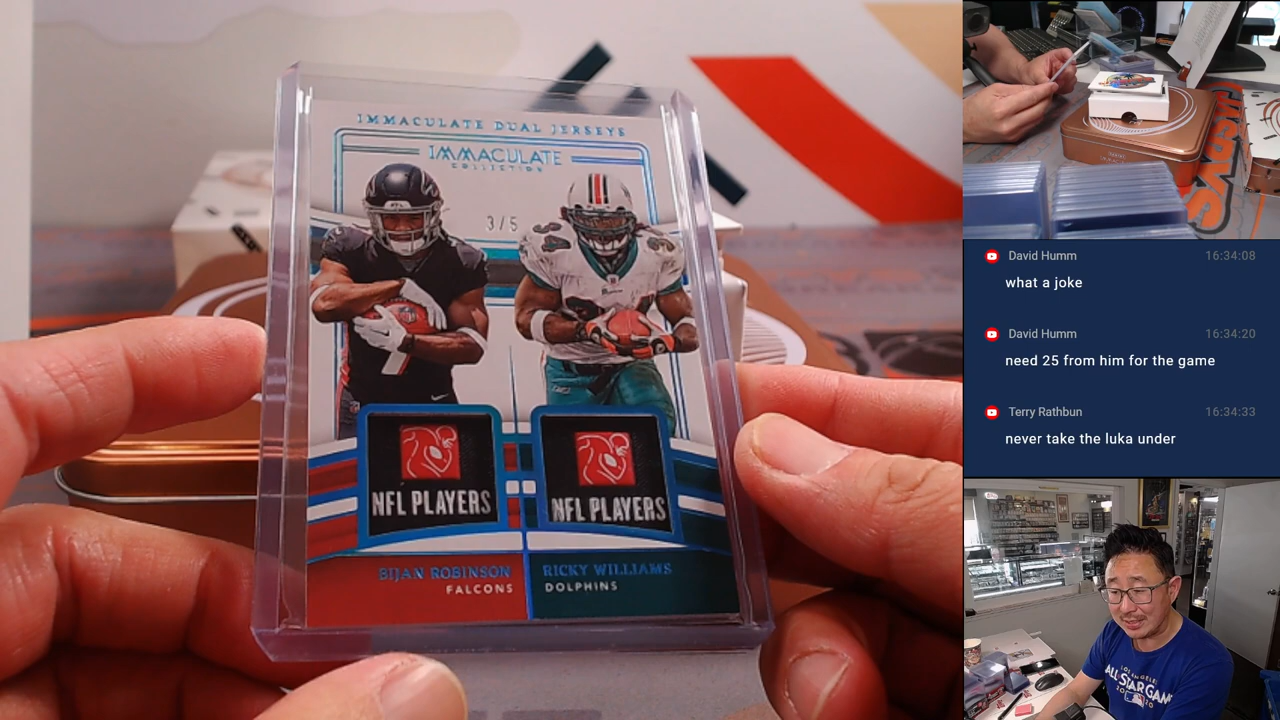 IMMACULATE DUAL JERSEYS
IMMACULATE
COLLECTION
3/5
NFL PLAYERS
NFL PLAYERS
BIJAN ROBINSON
FALCONS
RICKY WILLIAMS
DOLPHINS
David Humm 16:34:08
what a joke
David Humm 16:34:20
need 25 from him for the game
Terry Rathbun 16:34:33
never take the luka under
LOS ANGELES
ALL STAR GAME